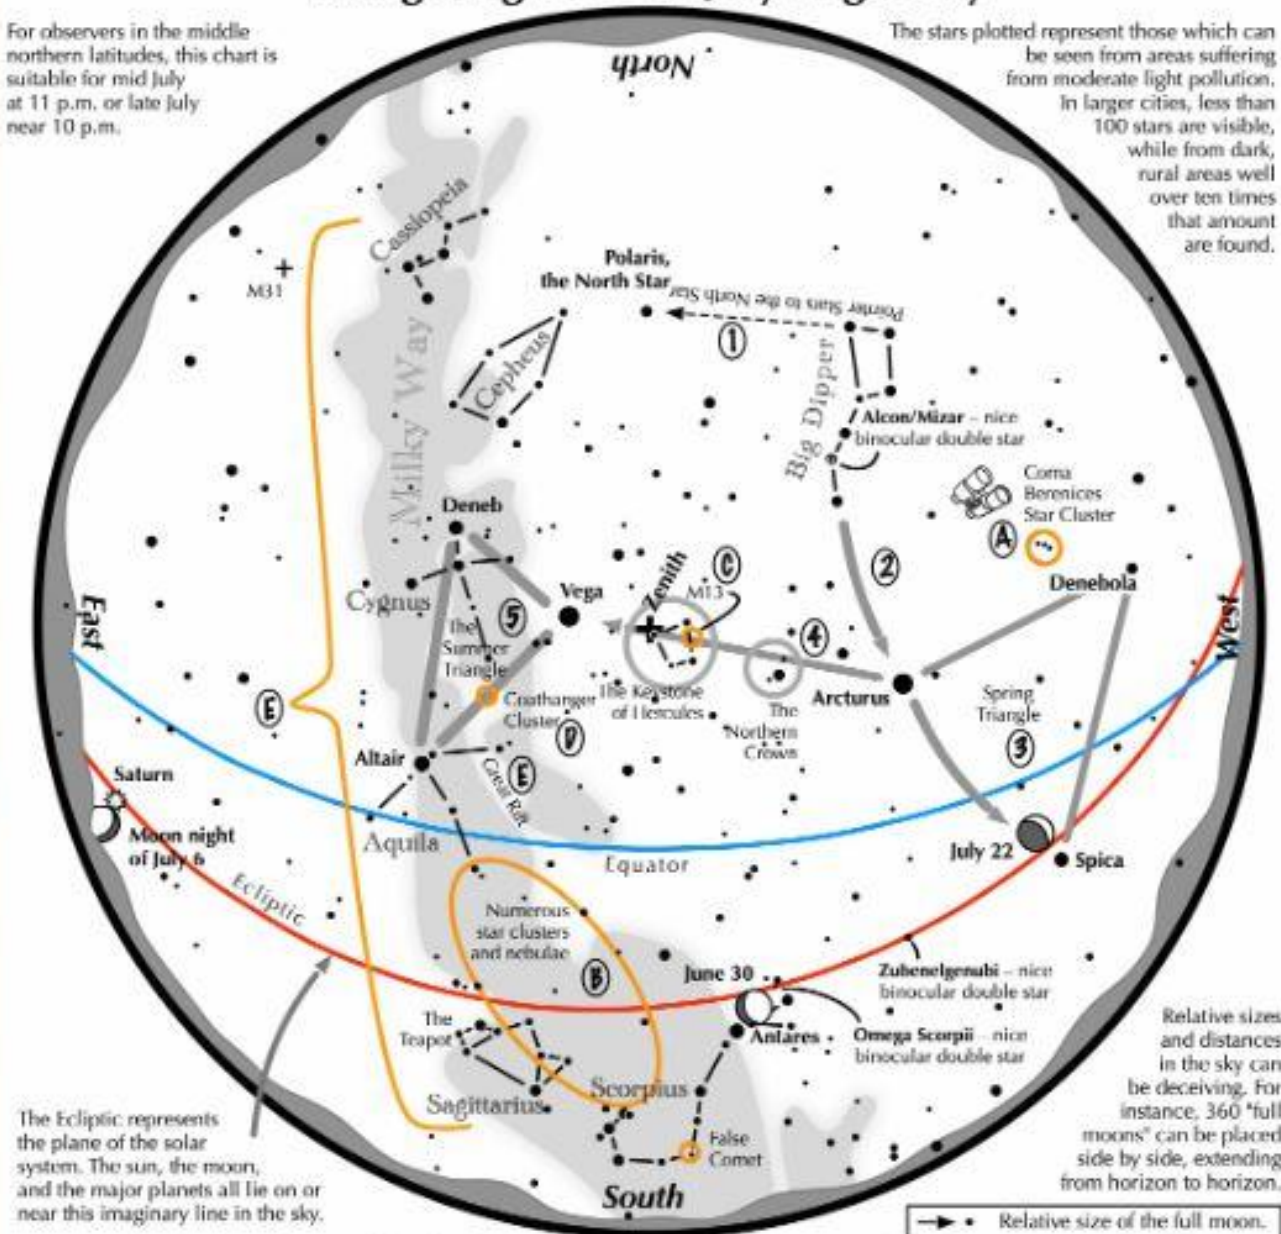 For observers in the middle
northern latitudes, this chart is
suitable for mid July
at 11 p.m. or late July
near 10 p.m.
The stars plotted represent those which can
be seen from areas suffering
from moderate light pollution.
In larger cities, less than
100 stars are visible,
while from dark,
rural areas well
over ten times
that amount
are found.
North
Cassiopeia
M31
Polaris,
the North Star
Pointer Stars to the North Star
1
Cepheus
Milky Way
Big Dipper
Alcon/Mizar – nice
binocular double star
Coma
Berenices
Star Cluster
A
Deneb
2
Denebola
Cygnus
Vega
Zenith
C
M13
East
West
The
Summer
Triangle
5
4
E
Coathanger
Cluster
D
The Keystone
of Hercules
The
Northern
Crown
Arcturus
Spring
Triangle
3
Altair
Great Rift
E
Saturn
Moon night
of July 6
Aquila
Equator
July 22
Spica
Ecliptic
Numerous
star clusters
and nebulae
B
June 30
Zubenelgenubi – nice
binocular double star
The
Teapot
Antares
Omega Scorpii – nice
binocular double star
Sagittarius
Scorpius
False
Comet
South
The Ecliptic represents
the plane of the solar
system. The sun, the moon,
and the major planets all lie on or
near this imaginary line in the sky.
Relative sizes
and distances
in the sky can
be deceiving. For
instance, 360 "full
moons" can be placed
side by side, extending
from horizon to horizon.
Relative size of the full moon.